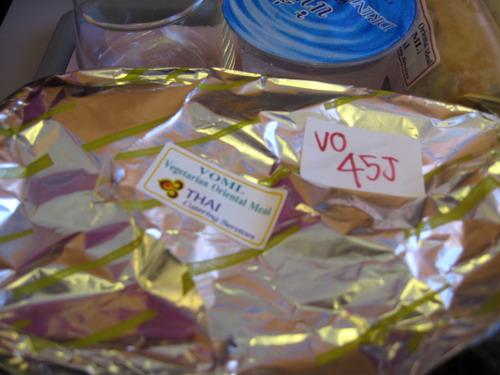 VOML
Vegetarian Oriental Meal
THAI
Catering Services
VO
45J